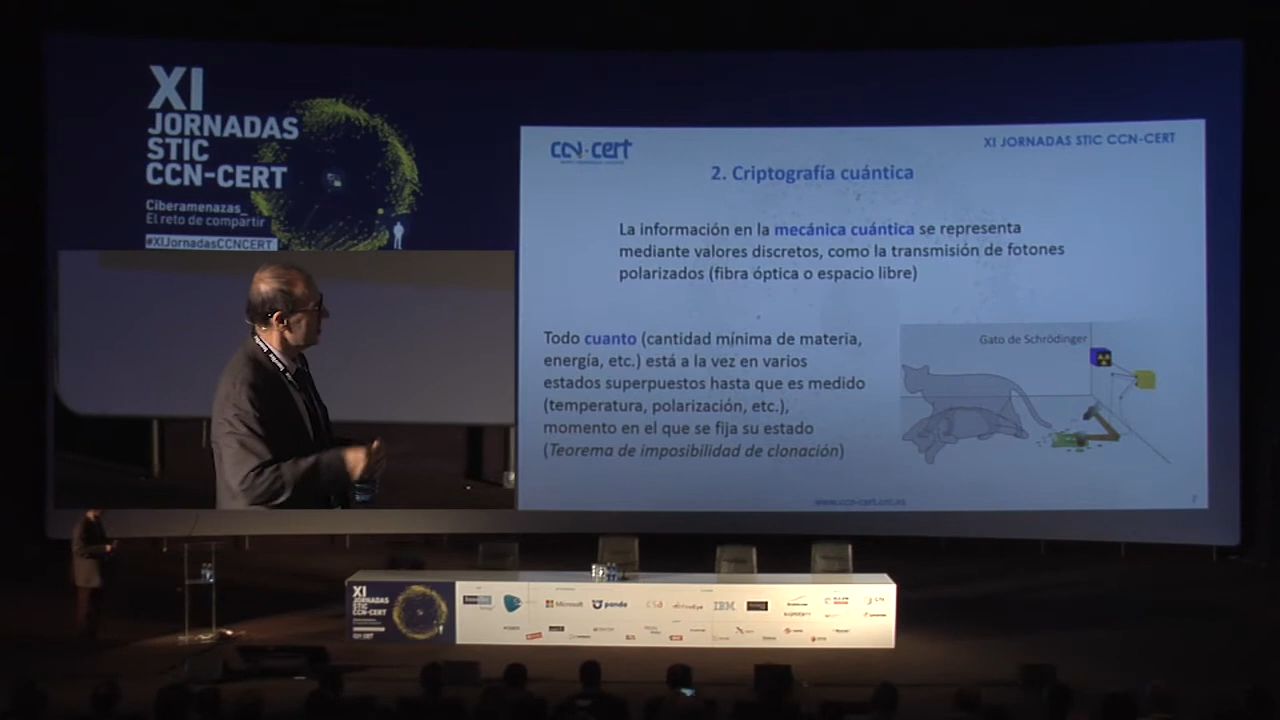 XI
JORNADAS
STIC
CCN-CERT
Ciberamenazas_
El reto de compartir
#XIJornadasCCNCERT
ccn-cert
XI JORNADAS STIC CCN-CERT
2. Criptografía cuántica
La información en la mecánica cuántica se representa
mediante valores discretos, como la transmisión de fotones
polarizados (fibra óptica o espacio libre)
Todo cuanto (cantidad mínima de materia,
energía, etc.) está a la vez en varios
estados superpuestos hasta que es medido
(temperatura, polarización, etc.),
momento en el que se fija su estado
(Teorema de imposibilidad de clonación)
Gato de Schrödinger
www.ccn-cert.cni.es
7
XI
JORNADAS
STIC
CCN-CERT
Microsoft
panda
csa
IBM